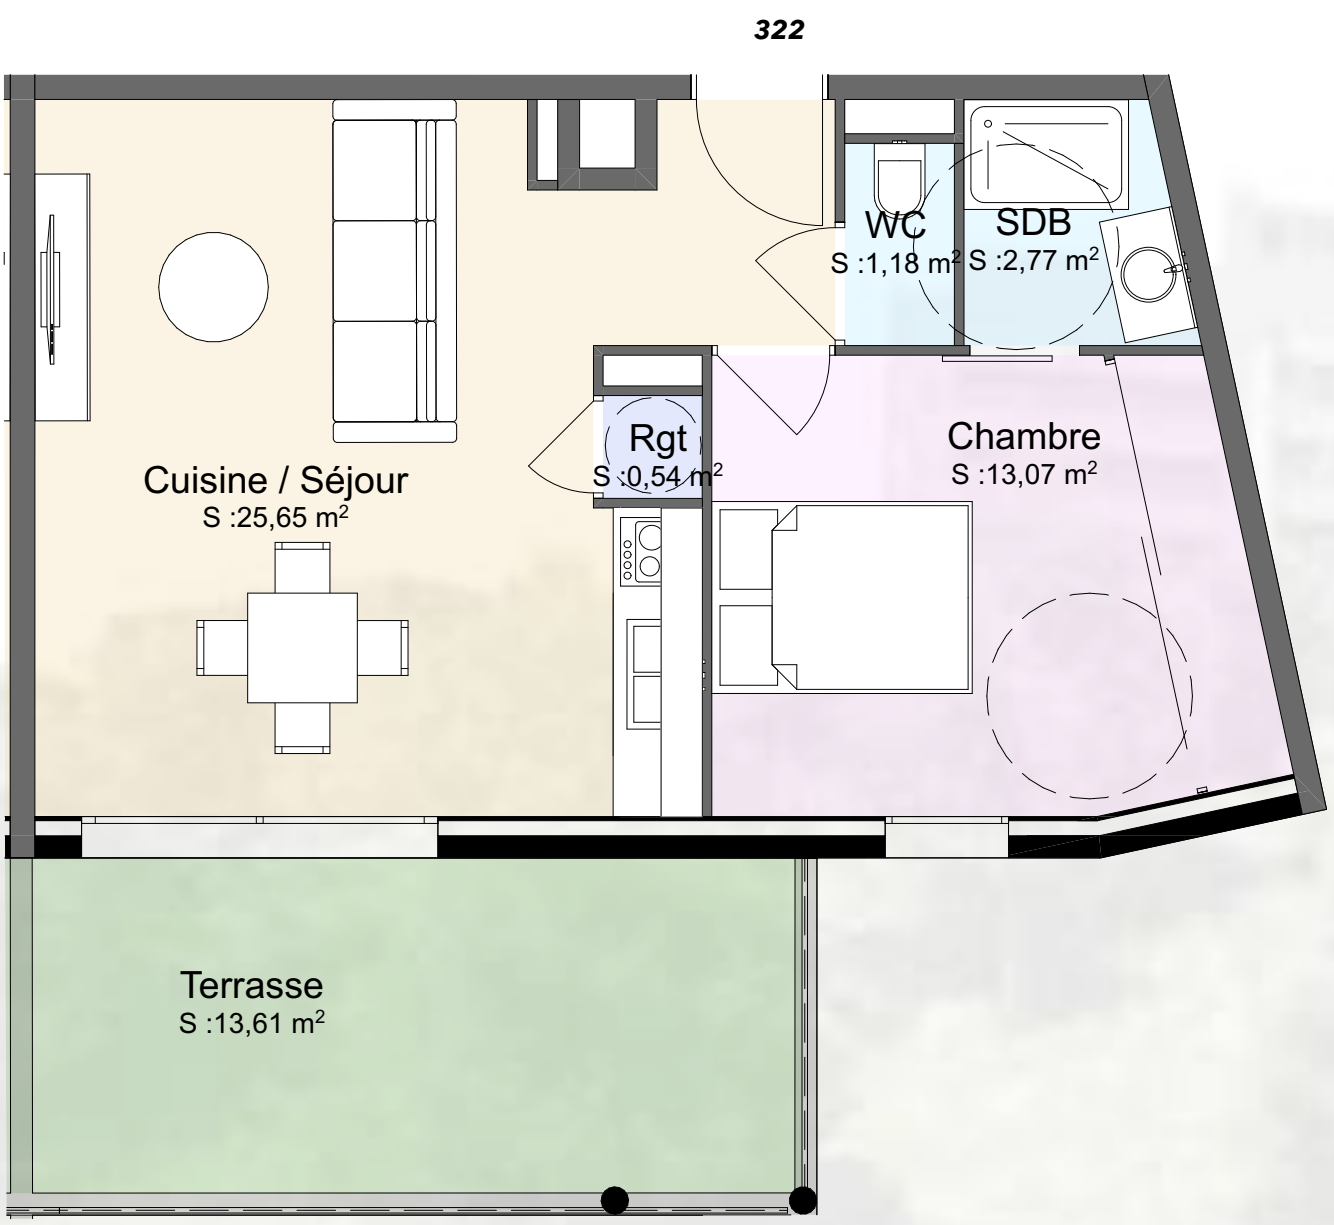 322
WC
S :1,18 m²
SDB
S :2,77 m²
Rgt
S :0,54 m²
Chambre
S :13,07 m²
Cuisine / Séjour
S :25,65 m²
Terrasse
S :13,61 m²